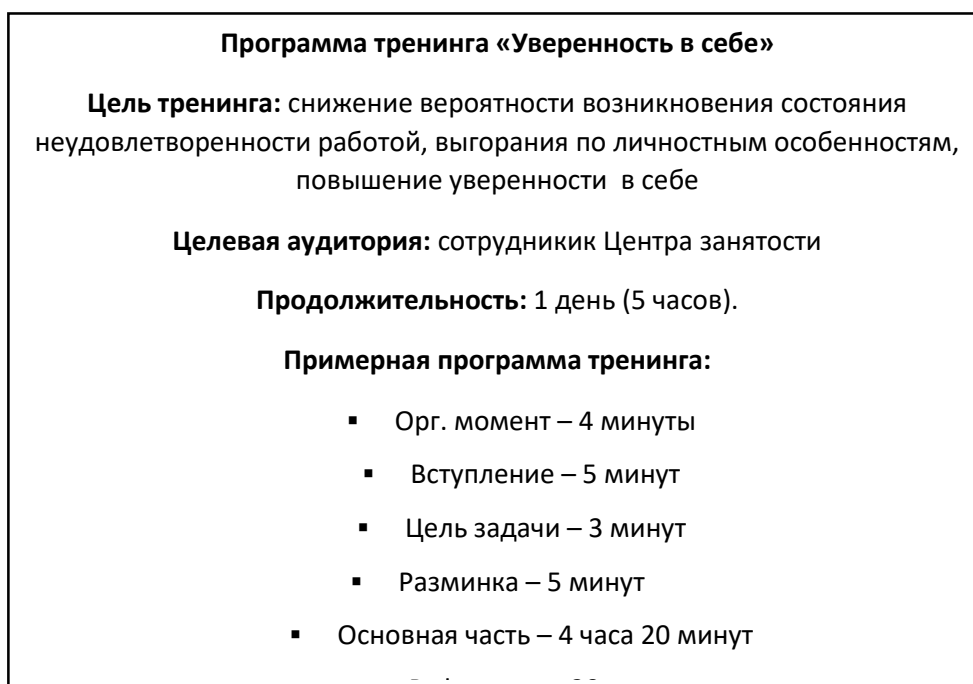 Программа тренинга «Уверенность в себе»
Цель тренинга: снижение вероятности возникновения состояния
неудовлетворенности работой, выгорания по личностным особенностям,
повышение уверенности  в себе
Целевая аудитория: сотрудникик Центра занятости
Продолжительность: 1 день (5 часов).
Примерная программа тренинга:
▪ Орг. момент – 4 минуты
▪ Вступление – 5 минут
▪ Цель задачи – 3 минут
▪ Разминка – 5 минут
▪ Основная часть – 4 часа 20 минут